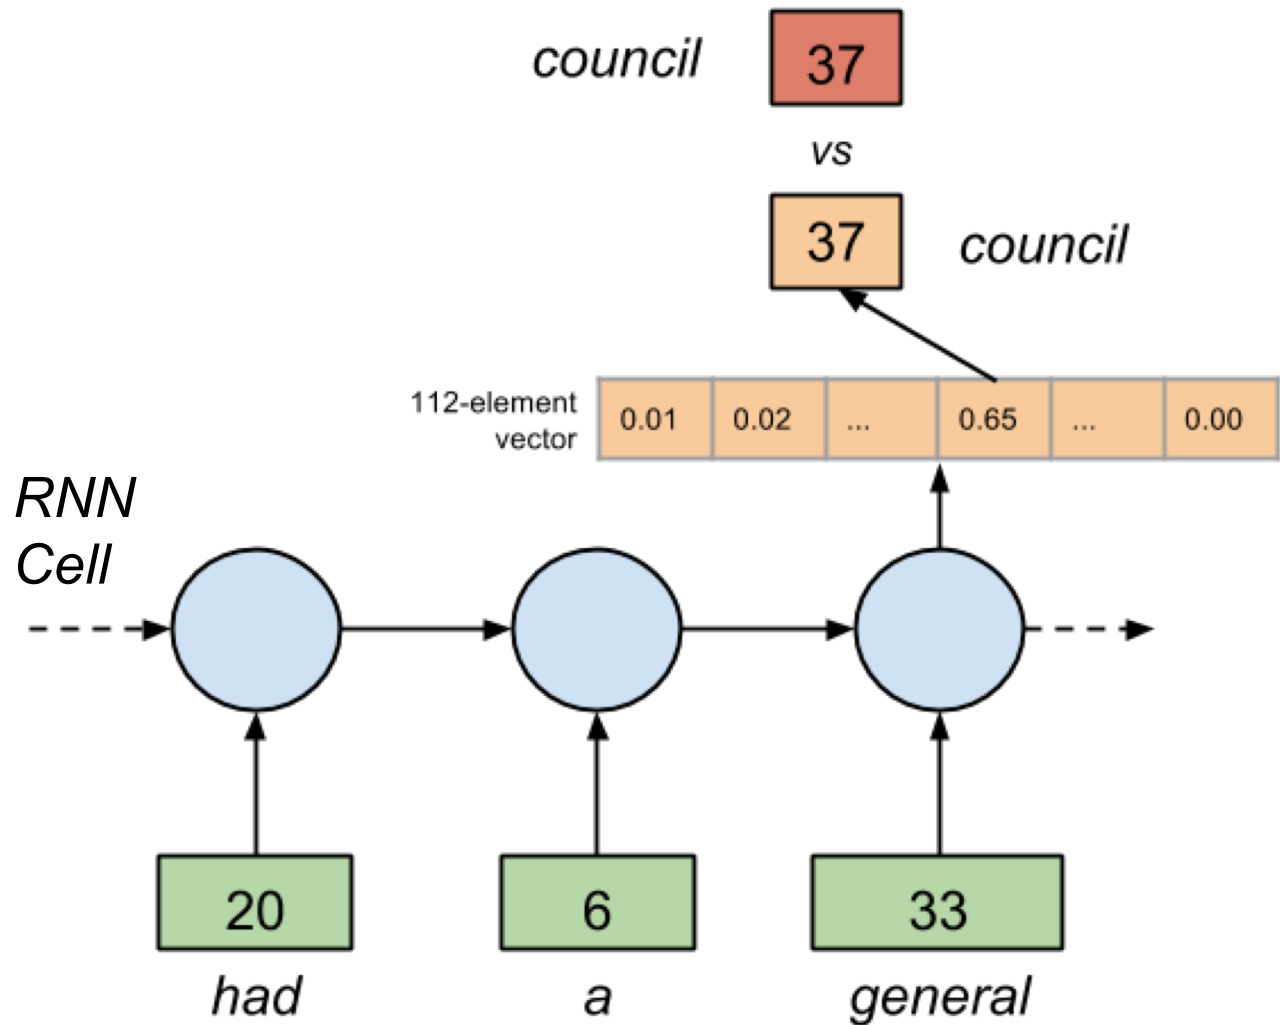 council 37
vs
37 council
112-element
vector
0.01 0.02 ... 0.65 ... 0.00
RNN
Cell
20 6 33
had a general